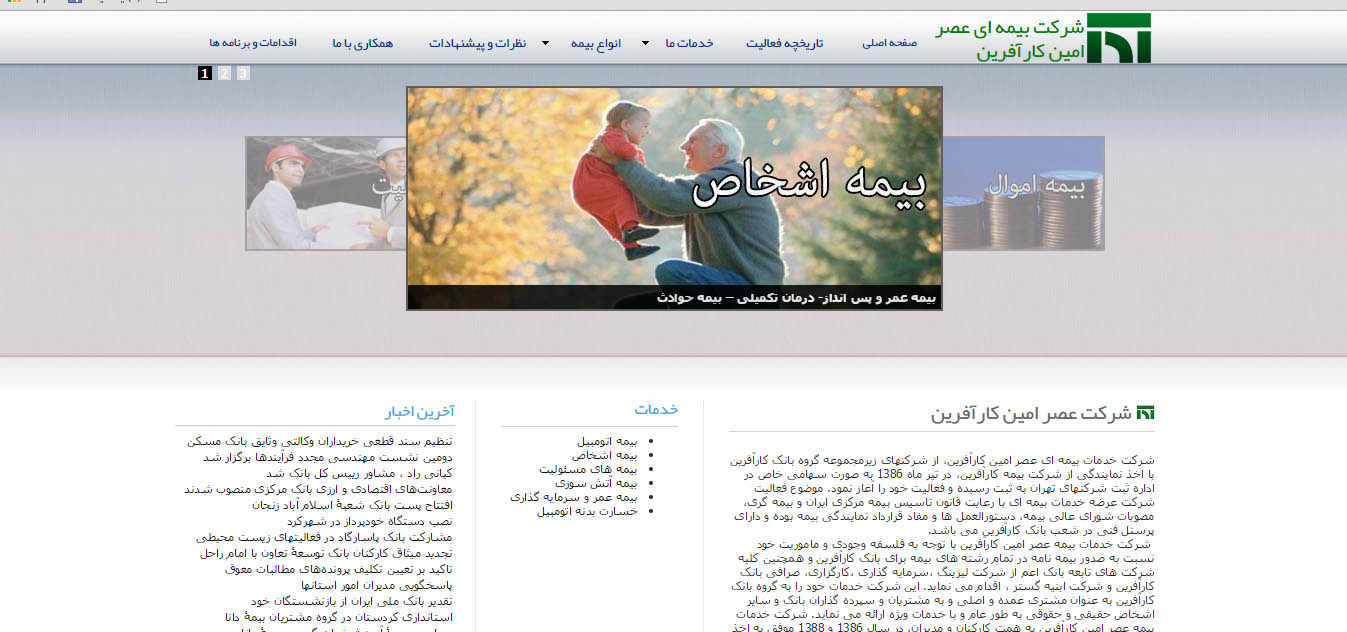 شرکت بیمه ای عصر
امین کارآفرین
صفحه اصلی
تاریخچه فعالیت
خدمات ما
انواع بیمه
نظرات و پیشنهادات
همکاری با ما
اقدامات و برنامه ها
1 2 3
بیمه اموال
بیمه اشخاص
بیمه عمر و پس انداز- درمان تکمیلی – بیمه حوادث
شرکت عصر امین کارآفرین
شرکت خدمات بیمه ای عصر امین کارآفرین، از شرکتهای زیرمجموعه گروه بانک کارآفرین
با اخذ نمایندگی از شرکت بیمه کارآفرین، در تیر ماه 1386 به صورت سهامی خاص در
اداره ثبت شرکتهای تهران به ثبت رسیده و فعالیت خود را آغاز نمود. موضوع فعالیت
شرکت عرضه خدمات بیمه ای با رعایت قانون تاسیس بیمه مرکزی ایران و بیمه گری،
مصوبات شورای عالی بیمه، دستورالعمل ها و مفاد قرارداد نمایندگی بیمه بوده و دارای
پرسنل فنی در شعب بانک کارآفرین می باشد.
شرکت خدمات بیمه عصر امین کارآفرین با توجه به فلسفه وجودی و ماموریت خود
نسبت به صدور بیمه نامه در تمام رشته های بیمه برای بانک کارآفرین و همچنین کلیه
شرکت های تابعه بانک اعم از شرکت لیزینگ ،سرمایه گذاری ،کارگزاری، صرافی بانک
کارآفرین و شرکت ابنیه گستر ، اقدام می نماید. این شرکت خدمات خود را به گروه بانک
کارآفرین به عنوان مشتری عمده و اصلی و به مشتریان و سپرده گذاران بانک و سایر
اشخاص حقیقی و حقوقی به طور عام و با خدمات ویژه ارائه می نماید. شرکت خدمات
بیمه عصر امین کارآفرین به همت کارکنان و مدیران، در سال 1386 و 1388 موفق به اخذ
خدمات
بیمه اتومبیل
بیمه اشخاص
بیمه های مسئولیت
بیمه آتش سوزی
بیمه عمر و سرمایه گذاری
خسارت بدنه اتومبیل
آخرین اخبار
تنظیم سند قطعی خریداران وکالتی وثایق بانک مسکن
دومین نشست مهندسی مجدد فرآیندها برگزار شد
کیانی راد ، مشاور رییس کل بانک شد
معاونت‌های اقتصادی و ارزی بانک مرکزی منصوب شدند
افتتاح پست بانک شعبۀ اسلام آباد زنجان
نصب دستگاه خودپرداز در شهرکرد
مشارکت بانک پاسارگاد در فعالیتهای زیست محیطی
تجدید میثاق کارکنان بانک توسعۀ تعاون با امام راحل
تاکید بر تعیین تکلیف پرونده‌های مطالبات معوق
پاسخگویی مدیران امور استانها
تقدیر بانک ملی ایران از بازنشستگان خود
استانداری کردستان در گروه مشتریان بیمۀ دانا